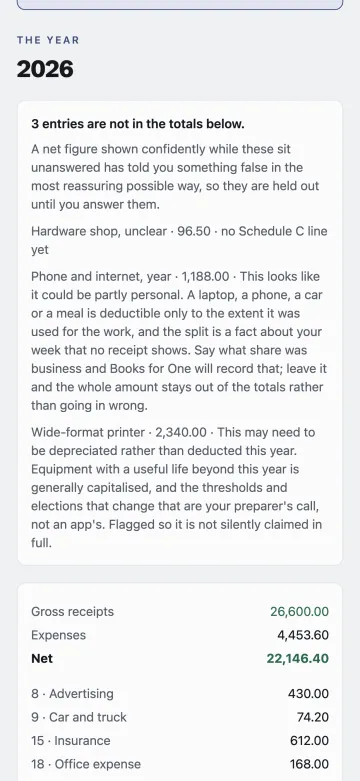 THE YEAR
2026
3 entries are not in the totals below.
A net figure shown confidently while these sit
unanswered has told you something false in the
most reassuring possible way, so they are held out
until you answer them.
Hardware shop, unclear · 96.50 · no Schedule C line
yet
Phone and internet, year · 1,188.00 · This looks like
it could be partly personal. A laptop, a phone, a car
or a meal is deductible only to the extent it was
used for the work, and the split is a fact about your
week that no receipt shows. Say what share was
business and Books for One will record that; leave it
and the whole amount stays out of the totals rather
than going in wrong.
Wide-format printer · 2,340.00 · This may need to
be depreciated rather than deducted this year.
Equipment with a useful life beyond this year is
generally capitalised, and the thresholds and
elections that change that are your preparer's call,
not an app's. Flagged so it is not silently claimed in
full.
Gross receipts 26,600.00
Expenses 4,453.60
Net 22,146.40
8 · Advertising 430.00
9 · Car and truck 74.20
15 · Insurance 612.00
18 · Office expense 168.00